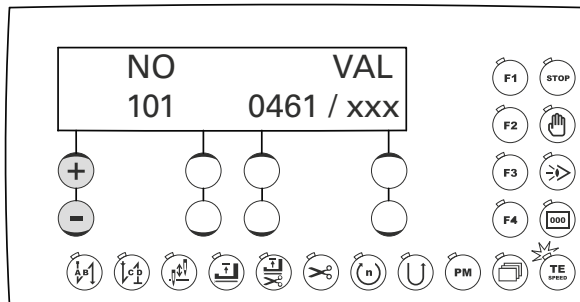 NO VAL
101 0461 / xxx
F1 STOP
F2
+
F3
-
F4 000
A B C D n PM TE
SPEED